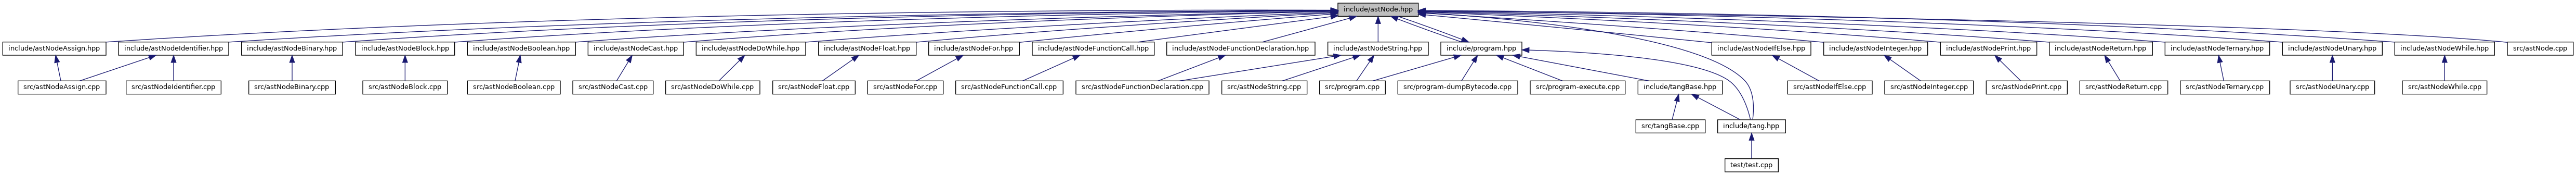 include/astNode.hpp
include/astNodeAssign.hpp
include/astNodeIdentifier.hpp
include/astNodeBinary.hpp
include/astNodeBlock.hpp
include/astNodeBoolean.hpp
include/astNodeCast.hpp
include/astNodeDoWhile.hpp
include/astNodeFloat.hpp
include/astNodeFor.hpp
include/astNodeFunctionCall.hpp
include/astNodeFunctionDeclaration.hpp
include/astNodeString.hpp
include/program.hpp
include/astNodeIfElse.hpp
include/astNodeInteger.hpp
include/astNodePrint.hpp
include/astNodeReturn.hpp
include/astNodeTernary.hpp
include/astNodeUnary.hpp
include/astNodeWhile.hpp
src/astNode.cpp
src/astNodeAssign.cpp
src/astNodeIdentifier.cpp
src/astNodeBinary.cpp
src/astNodeBlock.cpp
src/astNodeBoolean.cpp
src/astNodeCast.cpp
src/astNodeDoWhile.cpp
src/astNodeFloat.cpp
src/astNodeFor.cpp
src/astNodeFunctionCall.cpp
src/astNodeFunctionDeclaration.cpp
src/astNodeString.cpp
src/program.cpp
src/program-dumpBytecode.cpp
src/program-execute.cpp
include/tangBase.hpp
src/astNodeIfElse.cpp
src/astNodeInteger.cpp
src/astNodePrint.cpp
src/astNodeReturn.cpp
src/astNodeTernary.cpp
src/astNodeUnary.cpp
src/astNodeWhile.cpp
src/tangBase.cpp
include/tang.hpp
test/test.cpp